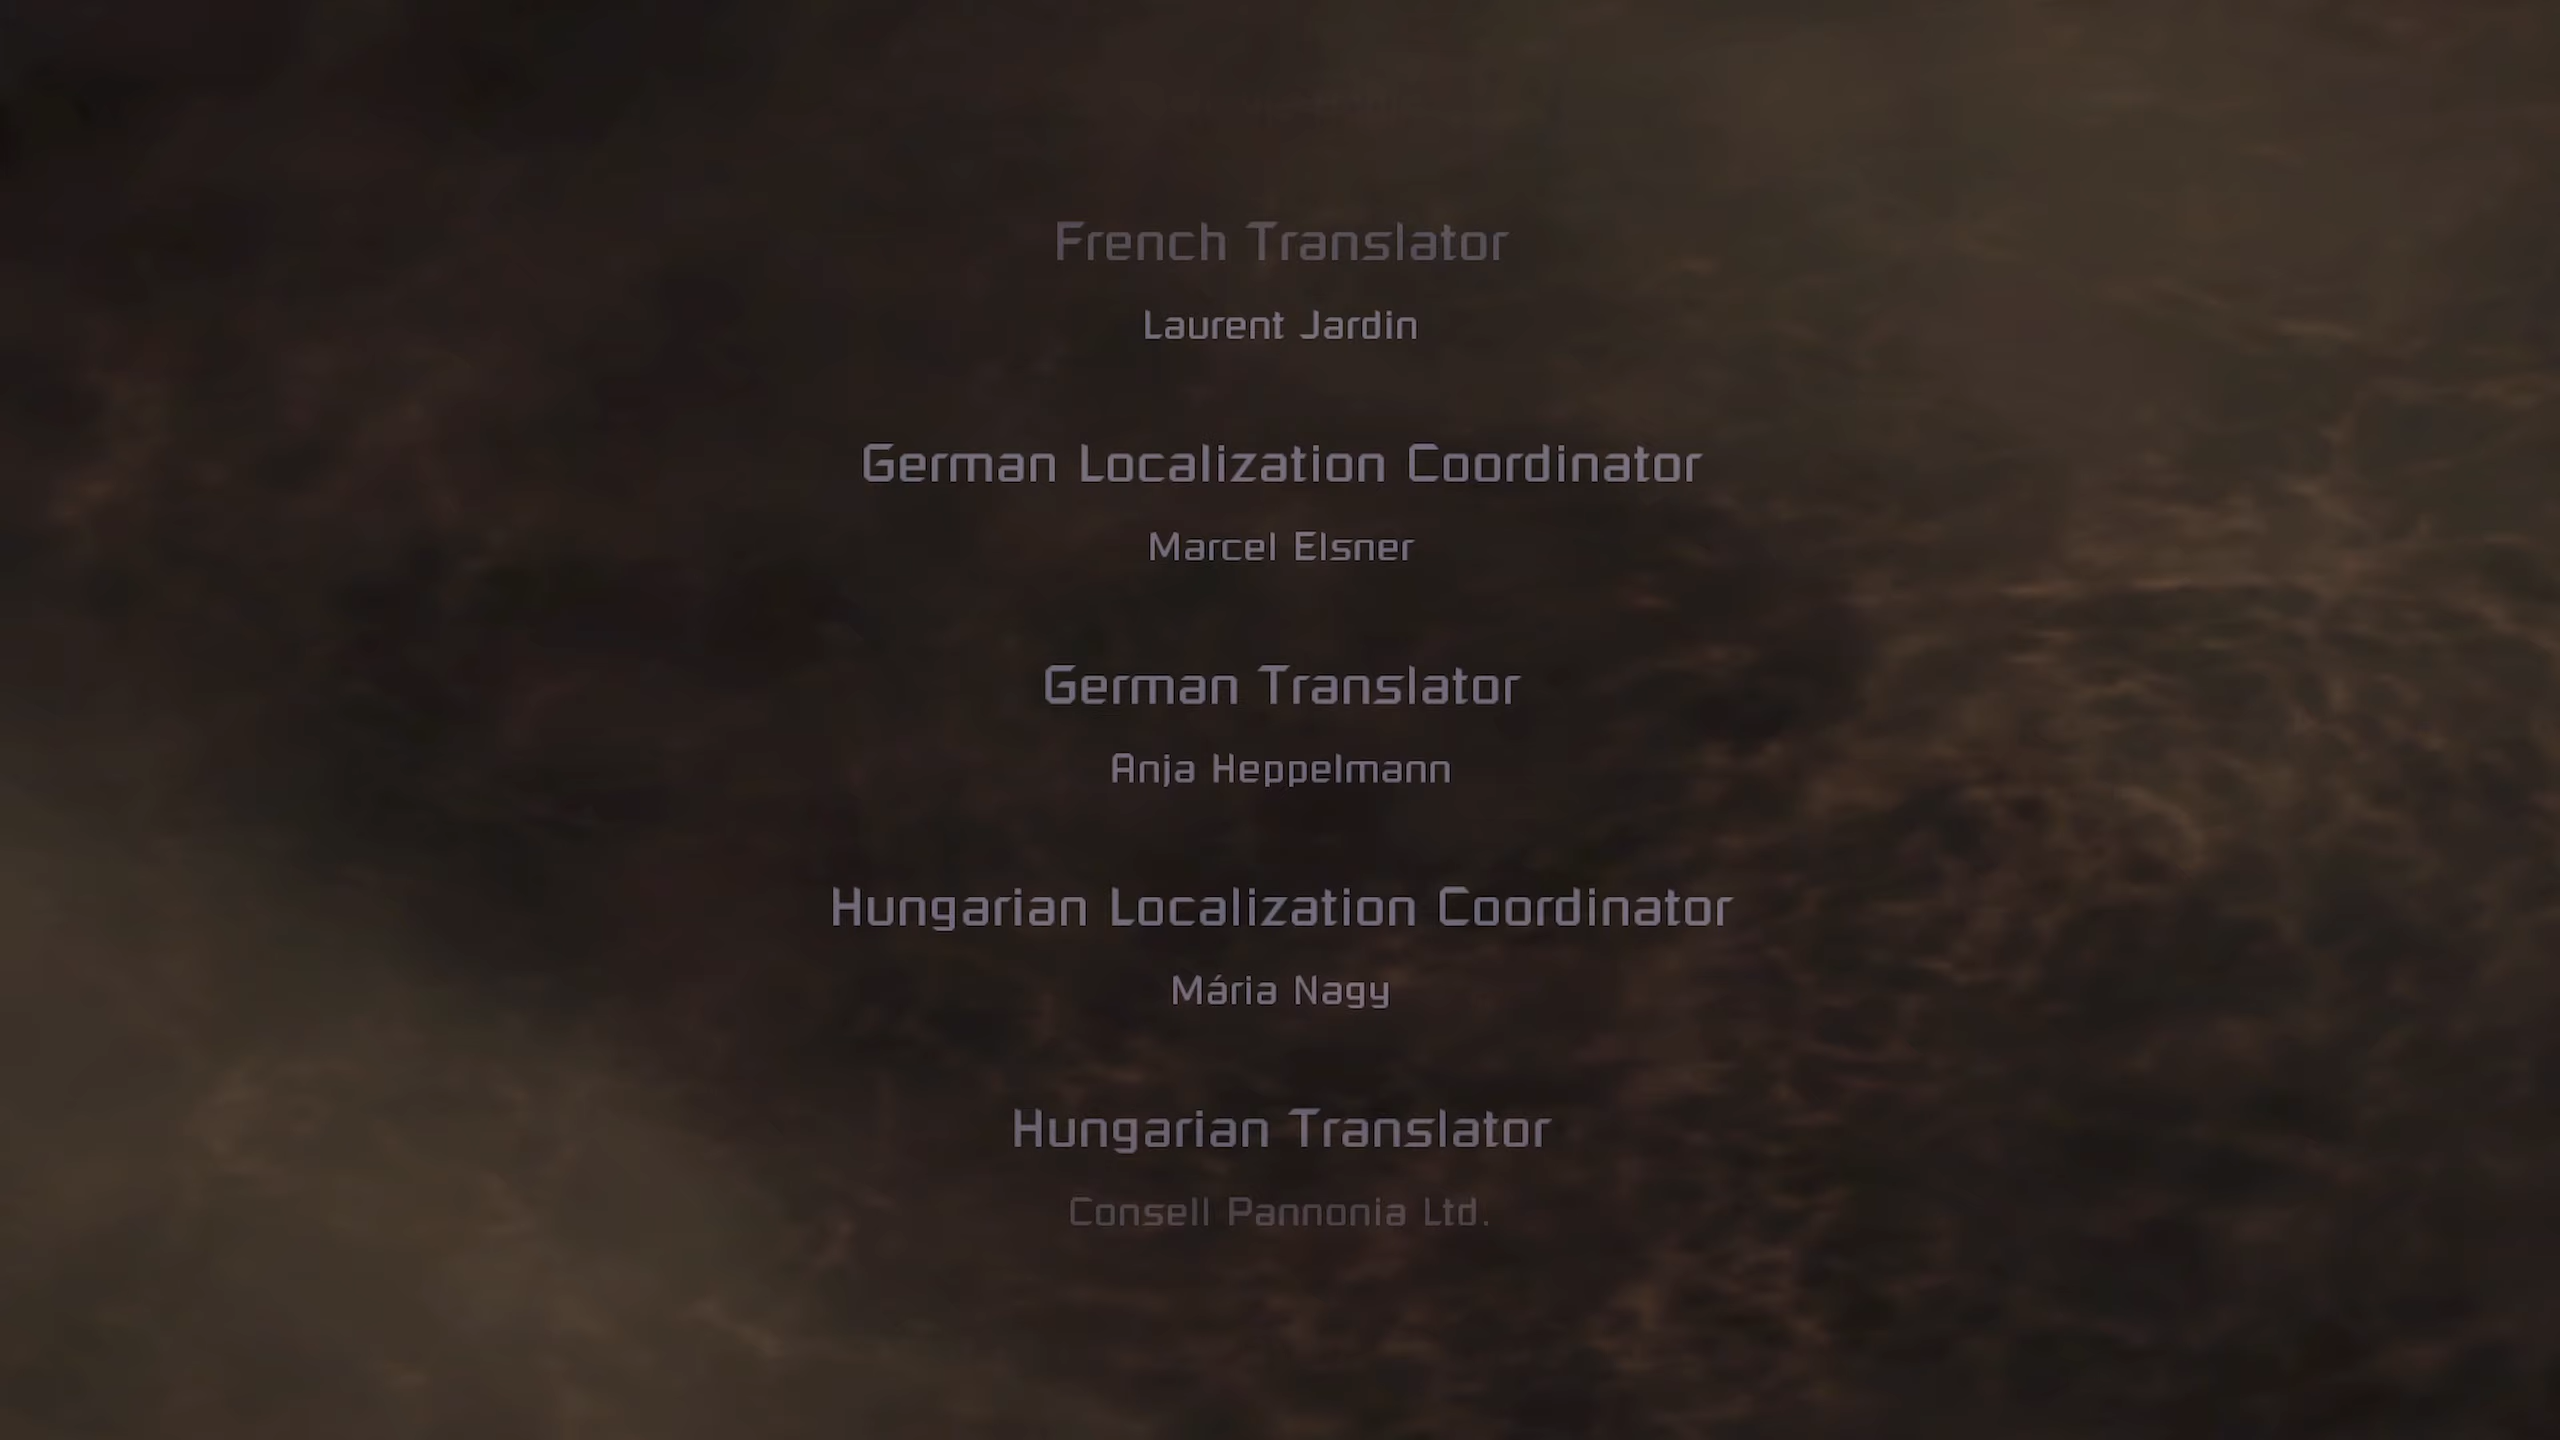 French Translator
Laurent Jardin
German Localization Coordinator
Marcel Elsner
German Translator
Anja Heppelmann
Hungarian Localization Coordinator
Mária Nagy
Hungarian Translator
Consell Pannonia Ltd.